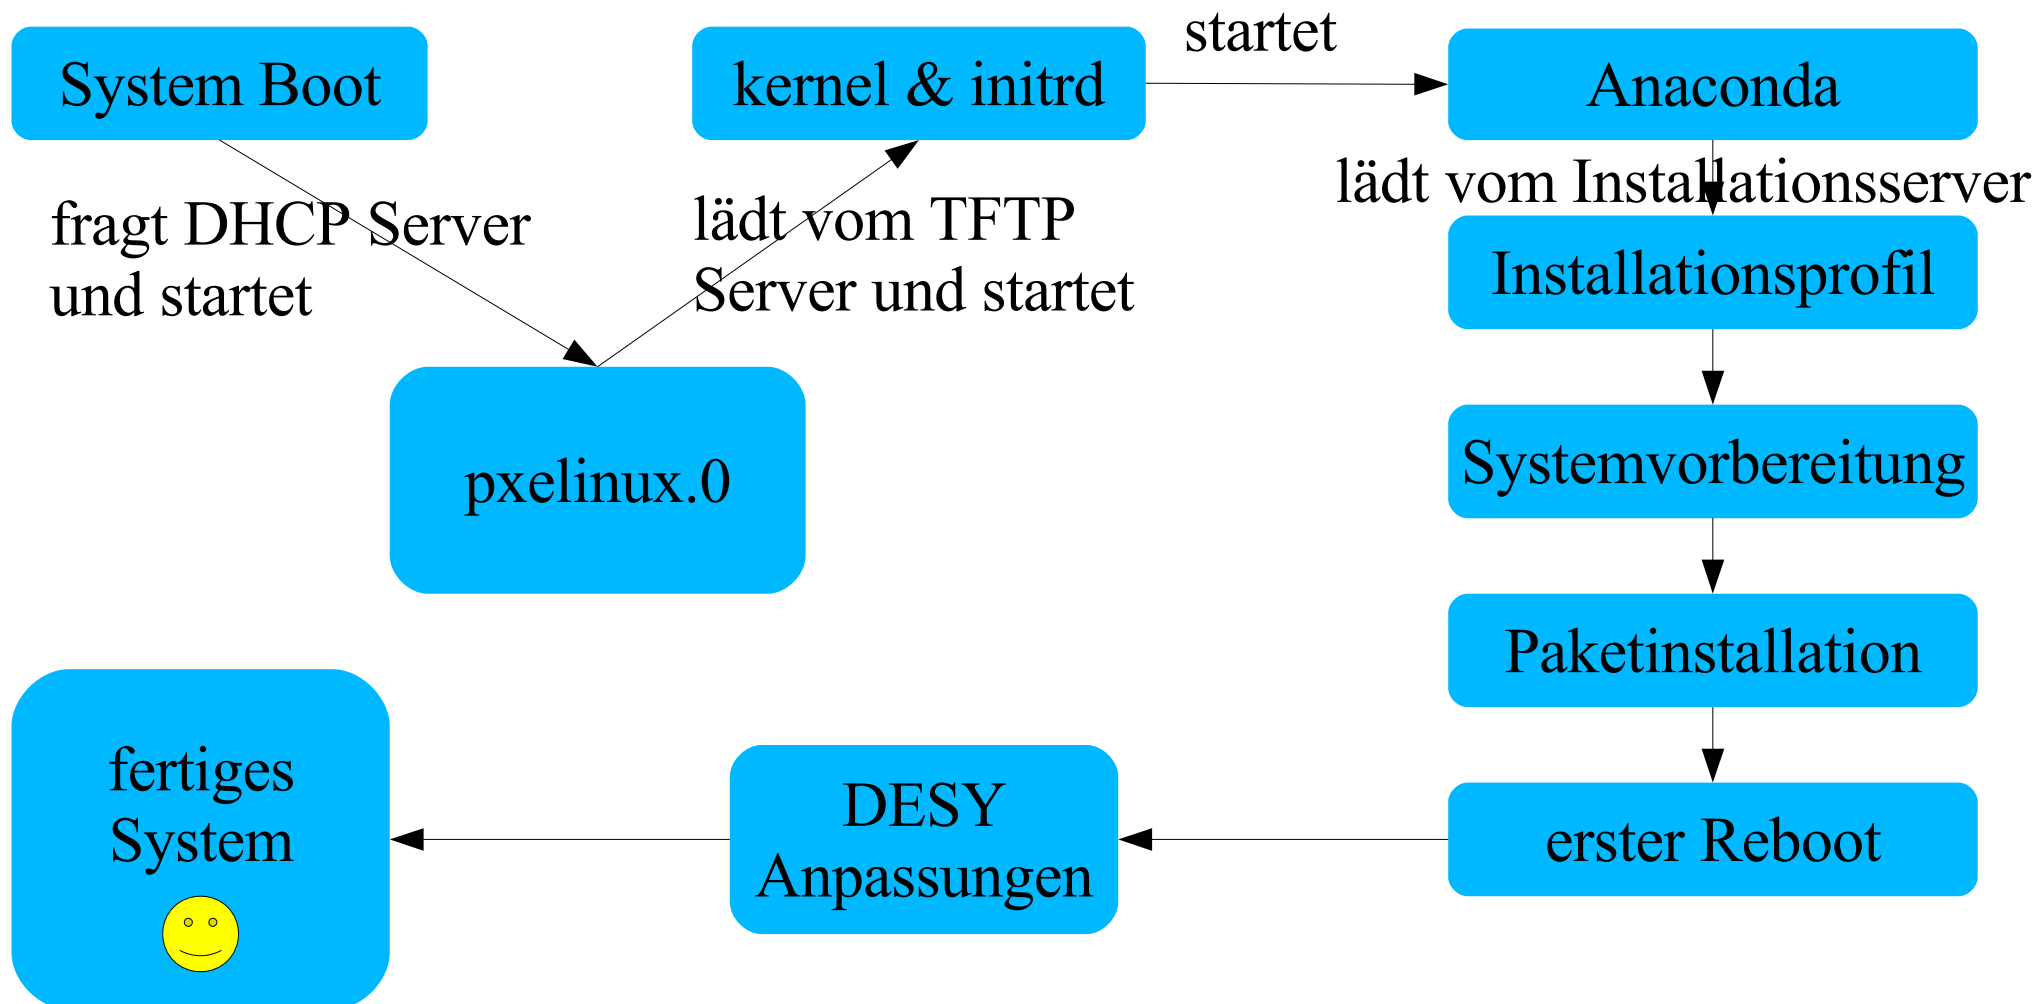 System Boot
fragt DHCP Server
und startet
pxelinux.0
lädt vom TFTP
Server und startet
kernel & initrd
startet
Anaconda
lädt vom Installationsserver
Installationsprofil
Systemvorbereitung
Paketinstallation
erster Reboot
DESY
Anpassungen
fertiges
System